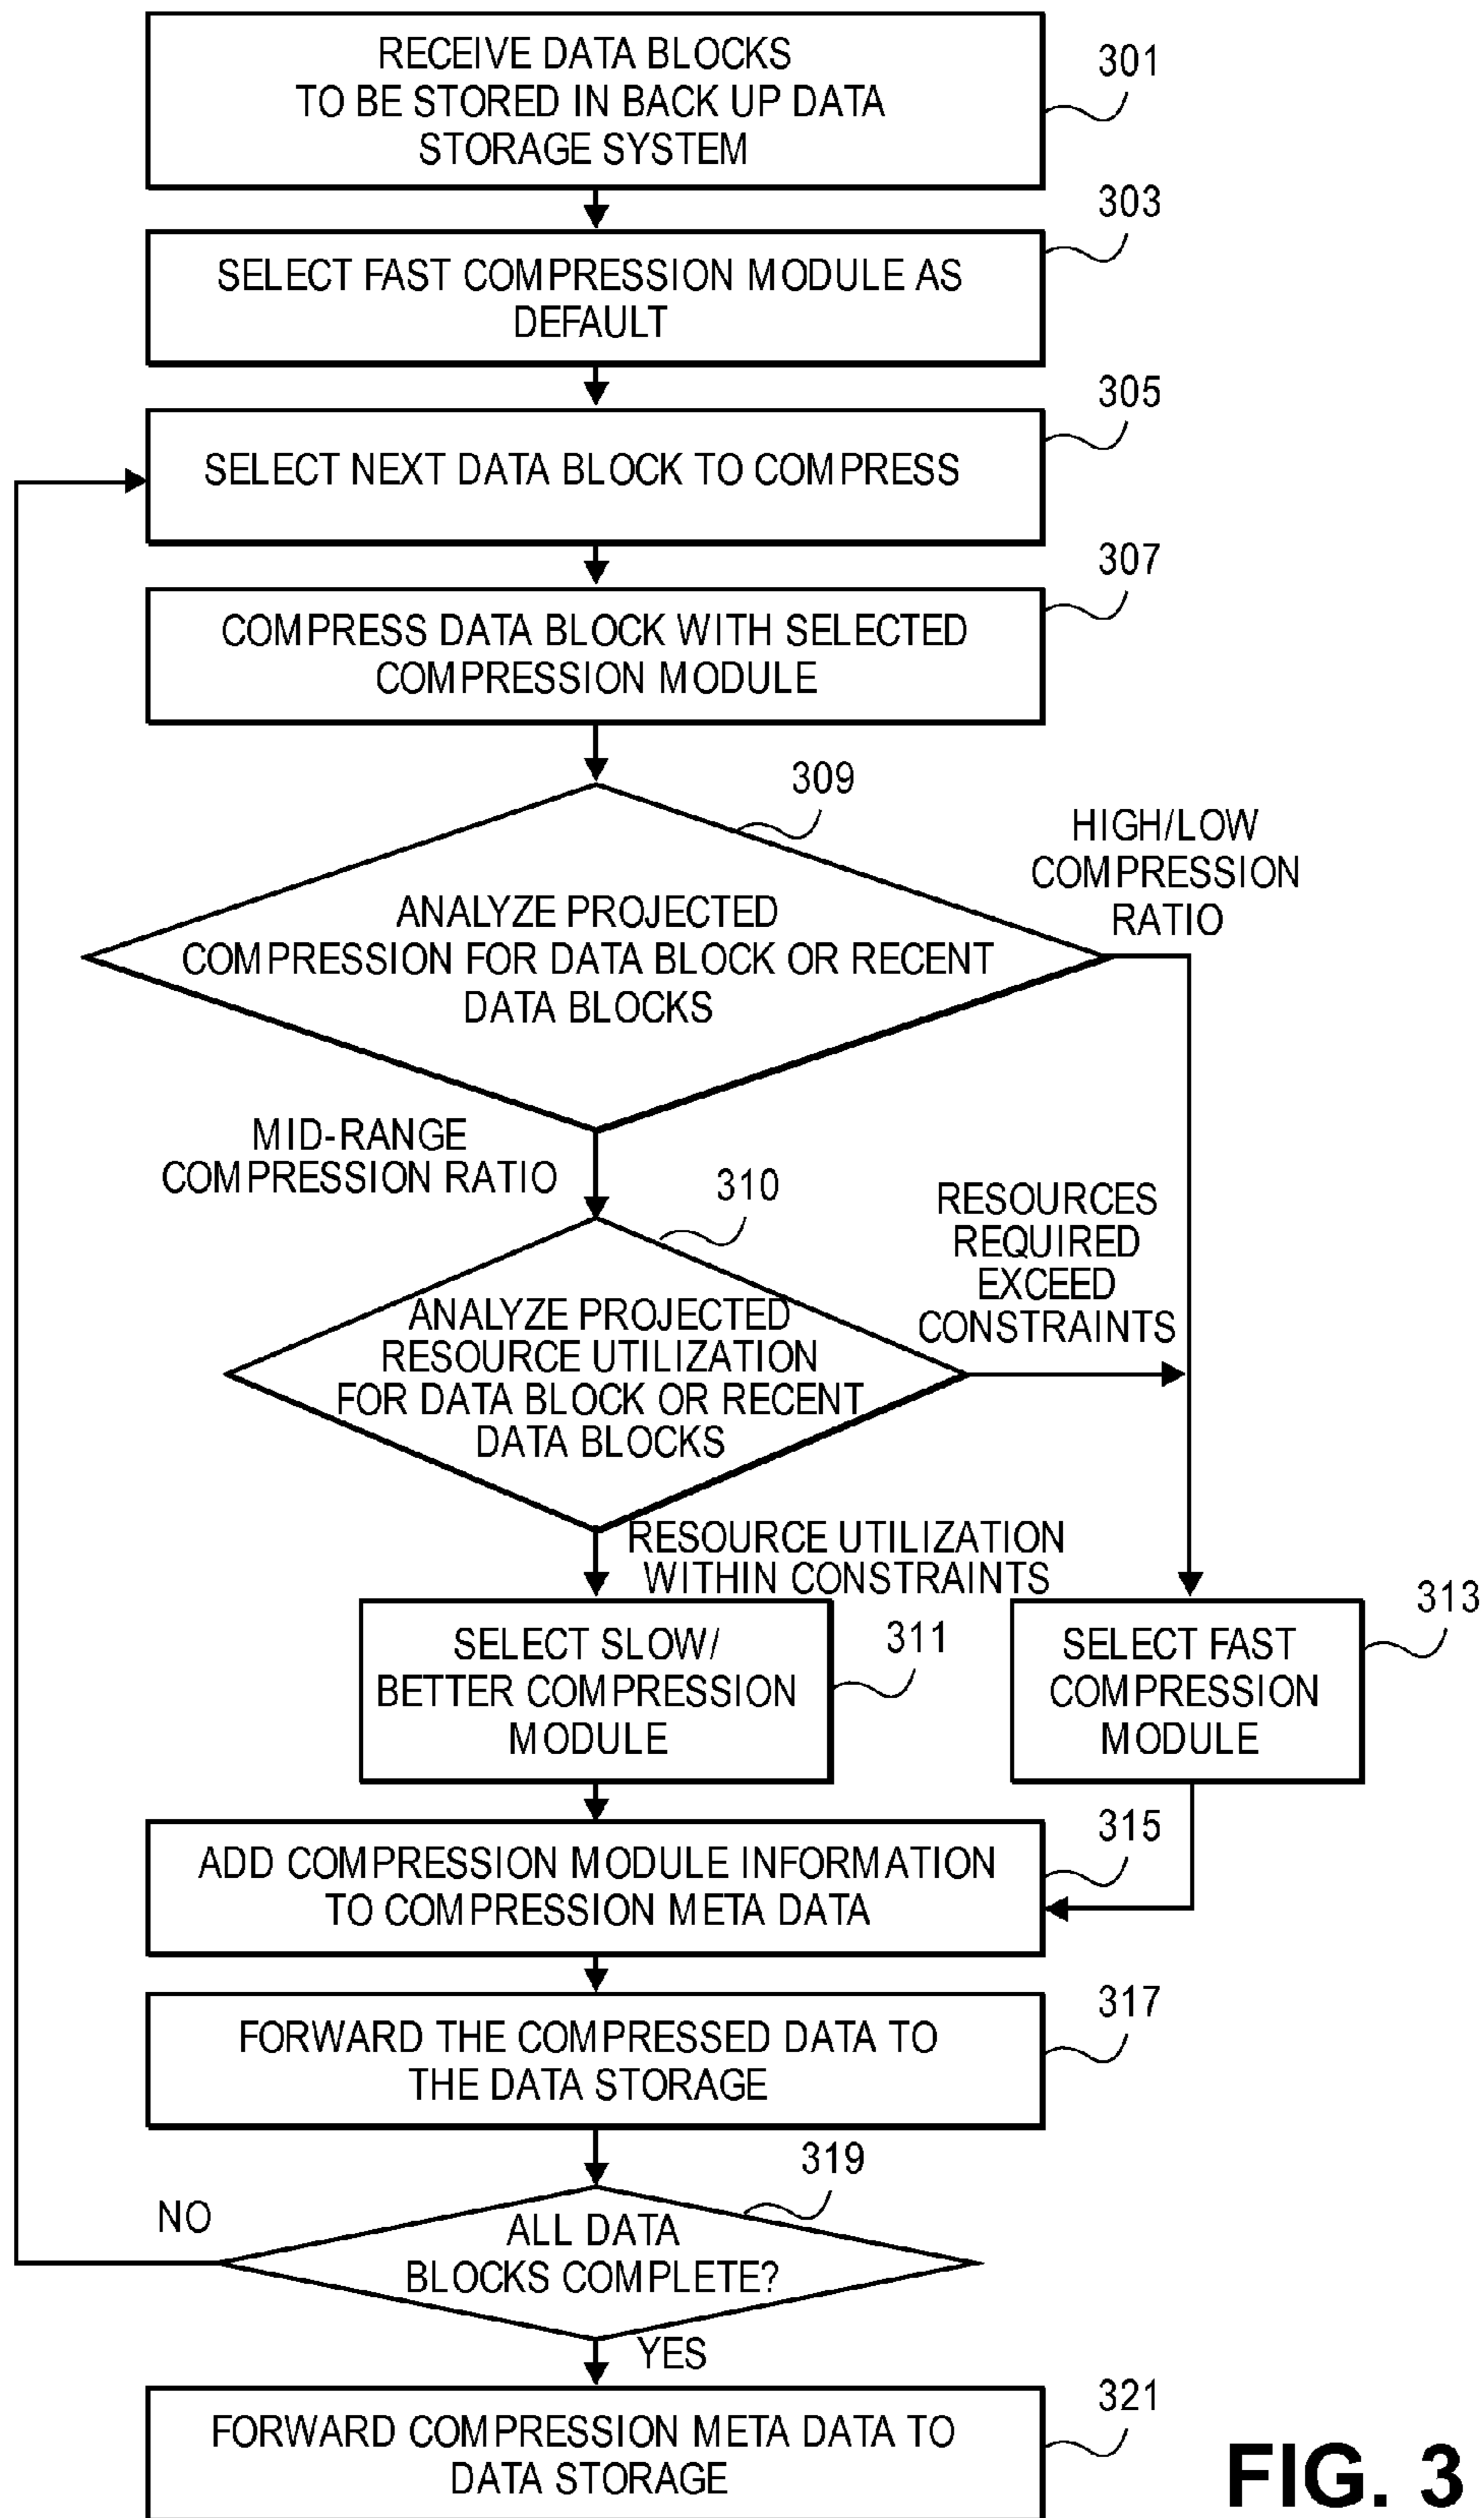 RECEIVE DATA BLOCKS
TO BE STORED IN BACK UP DATA
STORAGE SYSTEM
301
303
SELECT FAST COMPRESSION MODULE AS
DEFAULT
305
SELECT NEXT DATA BLOCK TO COMPRESS
307
COMPRESS DATA BLOCK WITH SELECTED
COMPRESSION MODULE
309
HIGH/LOW
COMPRESSION
RATIO
ANALYZE PROJECTED
COMPRESSION FOR DATA BLOCK OR RECENT
DATA BLOCKS
MID-RANGE
COMPRESSION RATIO
310
RESOURCES
REQUIRED
EXCEED
CONSTRAINTS
ANALYZE PROJECTED
RESOURCE UTILIZATION
FOR DATA BLOCK OR RECENT
DATA BLOCKS
RESOURCE UTILIZATION
WITHIN CONSTRAINTS
SELECT SLOW/
BETTER COMPRESSION
MODULE
311
SELECT FAST
COMPRESSION
MODULE
313
315
ADD COMPRESSION MODULE INFORMATION
TO COMPRESSION META DATA
317
FORWARD THE COMPRESSED DATA TO
THE DATA STORAGE
319
NO
ALL DATA
BLOCKS COMPLETE?
YES
321
FORWARD COMPRESSION META DATA TO
DATA STORAGE
FIG. 3